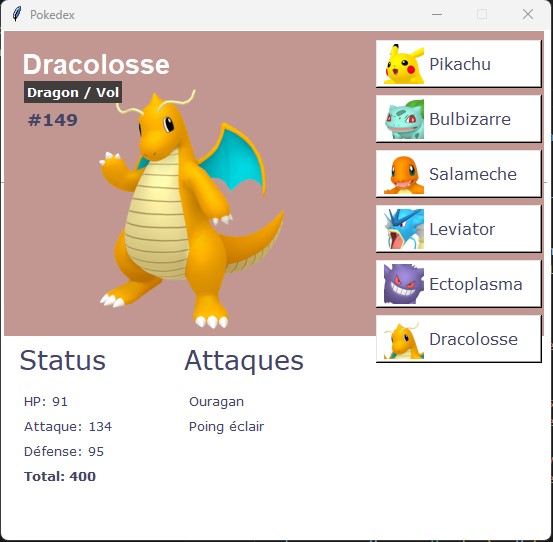 Pokedex
Dracolosse
Dragon / Vol
#149
Pikachu
Bulbizarre
Salameche
Leviator
Ectoplasma
Dracolosse
Status
HP: 91
Attaque: 134
Défense: 95
Total: 400
Attaques
Ouragan
Poing éclair